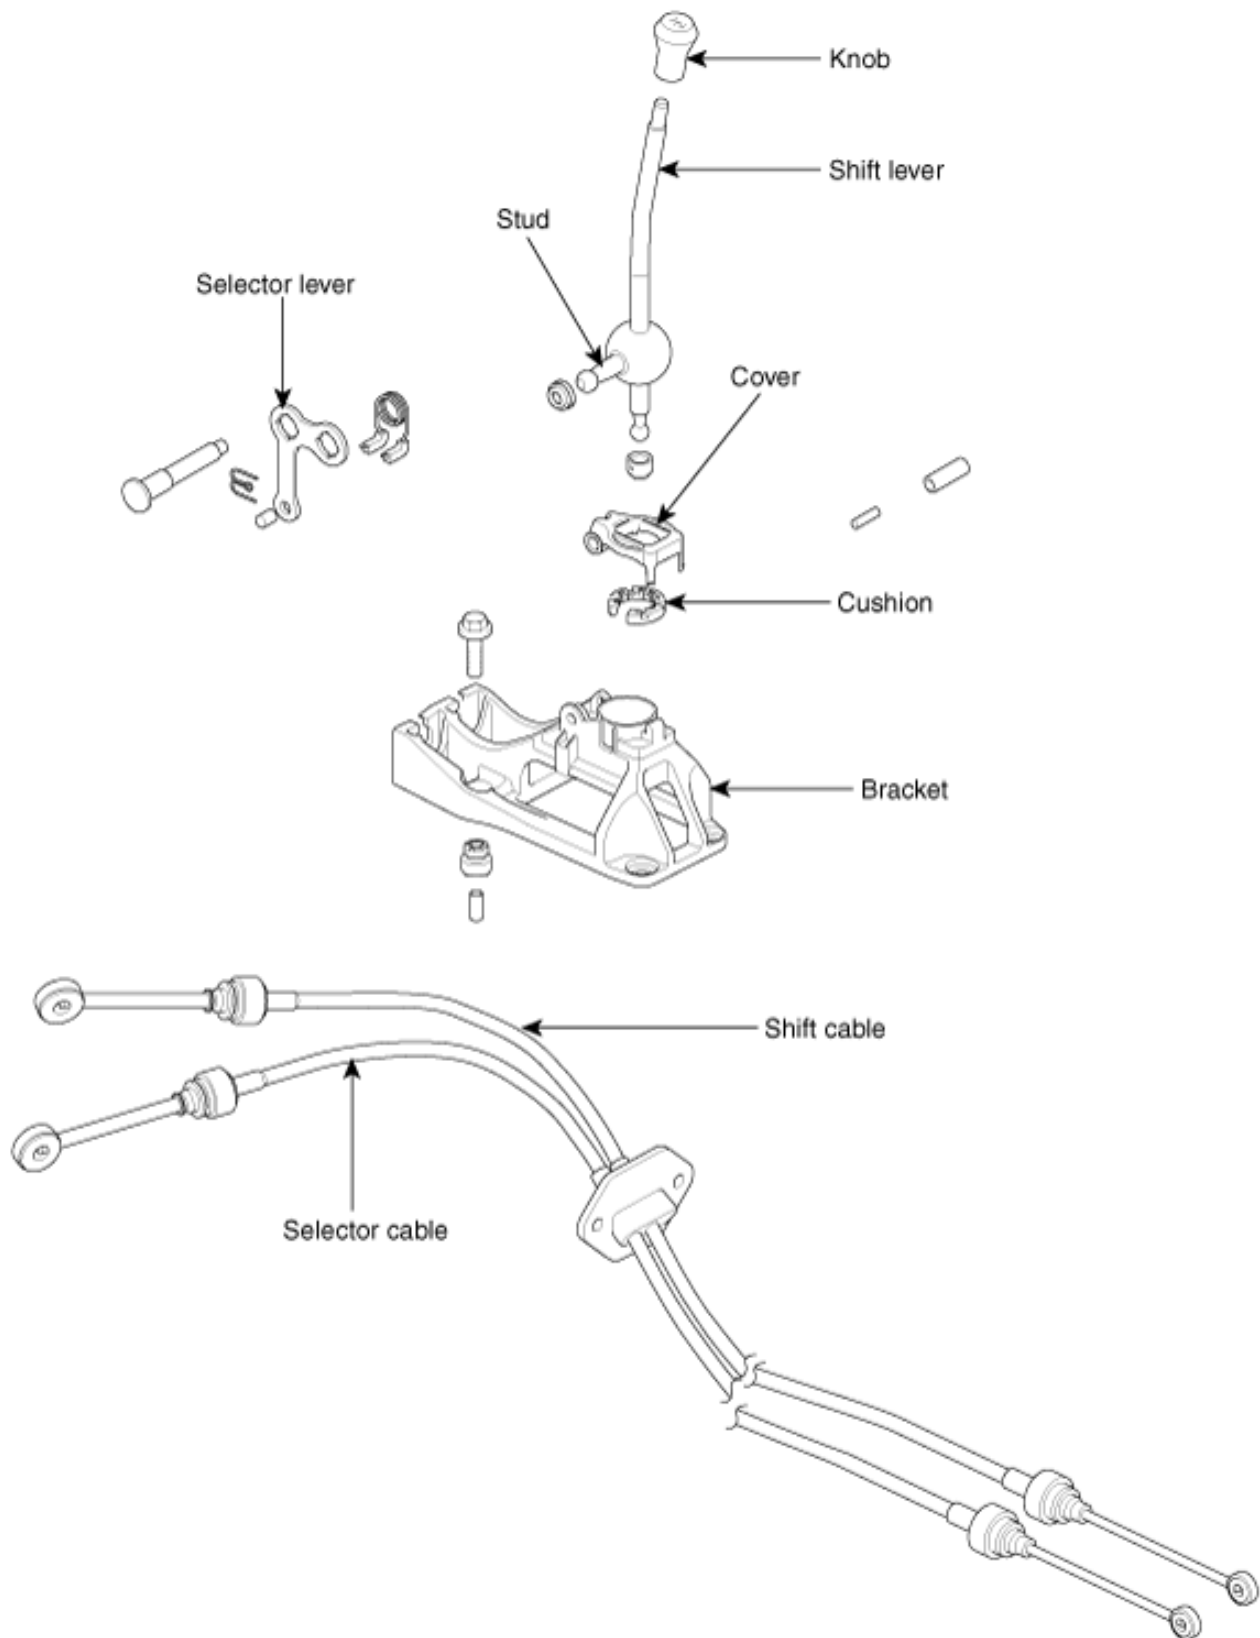 Knob
Shift lever
Stud
Selector lever
Cover
Cushion
Bracket
Shift cable
Selector cable